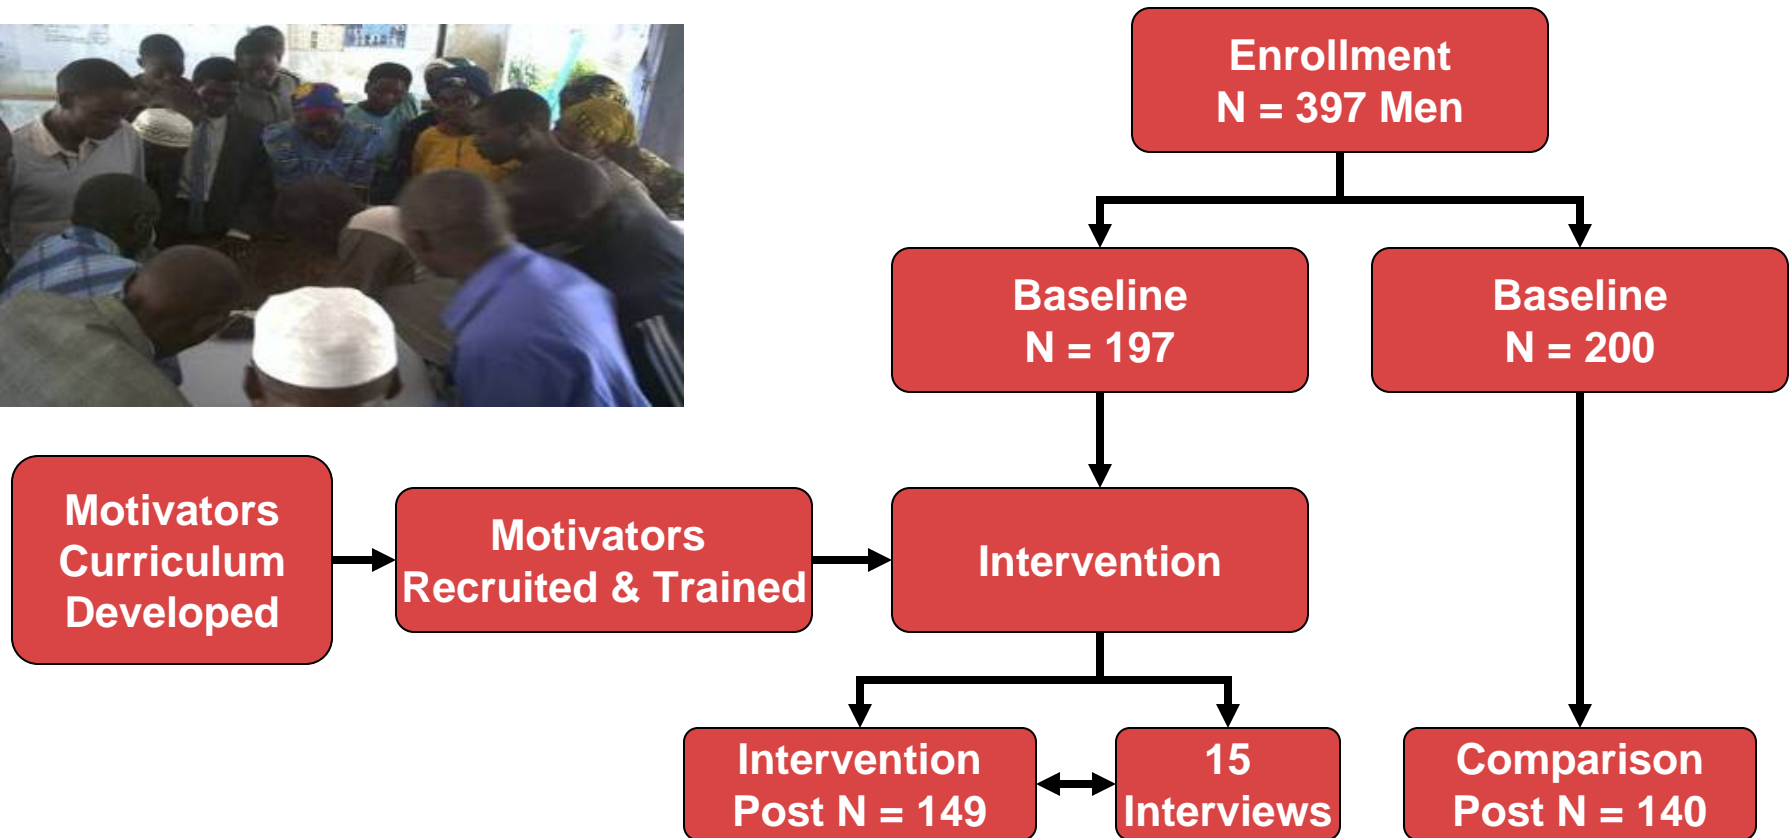 Enrollment
N = 397 Men
Baseline
N = 197
Baseline
N = 200
Motivators
Curriculum
Developed
Motivators
Recruited & Trained
Intervention
Intervention
Post N = 149
15
Interviews
Comparison
Post N = 140